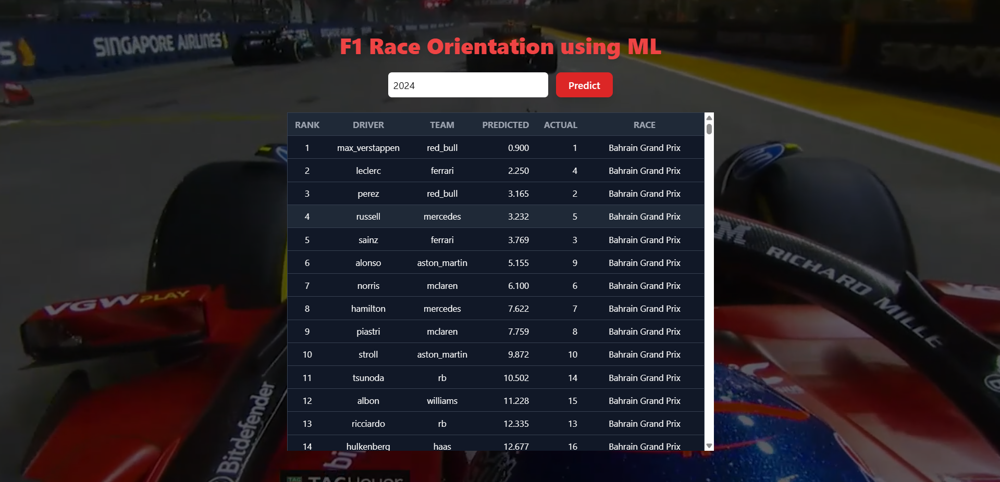 SINGAPORE AIRLINES
F1 Race Orientation using ML
2024
Predict
RANK DRIVER TEAM PREDICTED ACTUAL RACE
1 max_verstappen red_bull 0.900 1 Bahrain Grand Prix
2 leclerc ferrari 2.250 4 Bahrain Grand Prix
3 perez red_bull 3.165 2 Bahrain Grand Prix
4 russell mercedes 3.232 5 Bahrain Grand Prix
5 sainz ferrari 3.769 3 Bahrain Grand Prix
6 alonso aston_martin 5.155 9 Bahrain Grand Prix
7 norris mclaren 6.100 6 Bahrain Grand Prix
8 hamilton mercedes 7.622 7 Bahrain Grand Prix
9 piastri mclaren 7.759 8 Bahrain Grand Prix
10 stroll aston_martin 9.872 10 Bahrain Grand Prix
11 tsunoda rb 10.502 14 Bahrain Grand Prix
12 albon williams 11.228 15 Bahrain Grand Prix
13 ricciardo rb 12.335 13 Bahrain Grand Prix
14 hulkenberg haas 12.677 16 Bahrain Grand Prix
VGW PLAY
RICHARD MILLE
Bitdefender
TAG Heuer